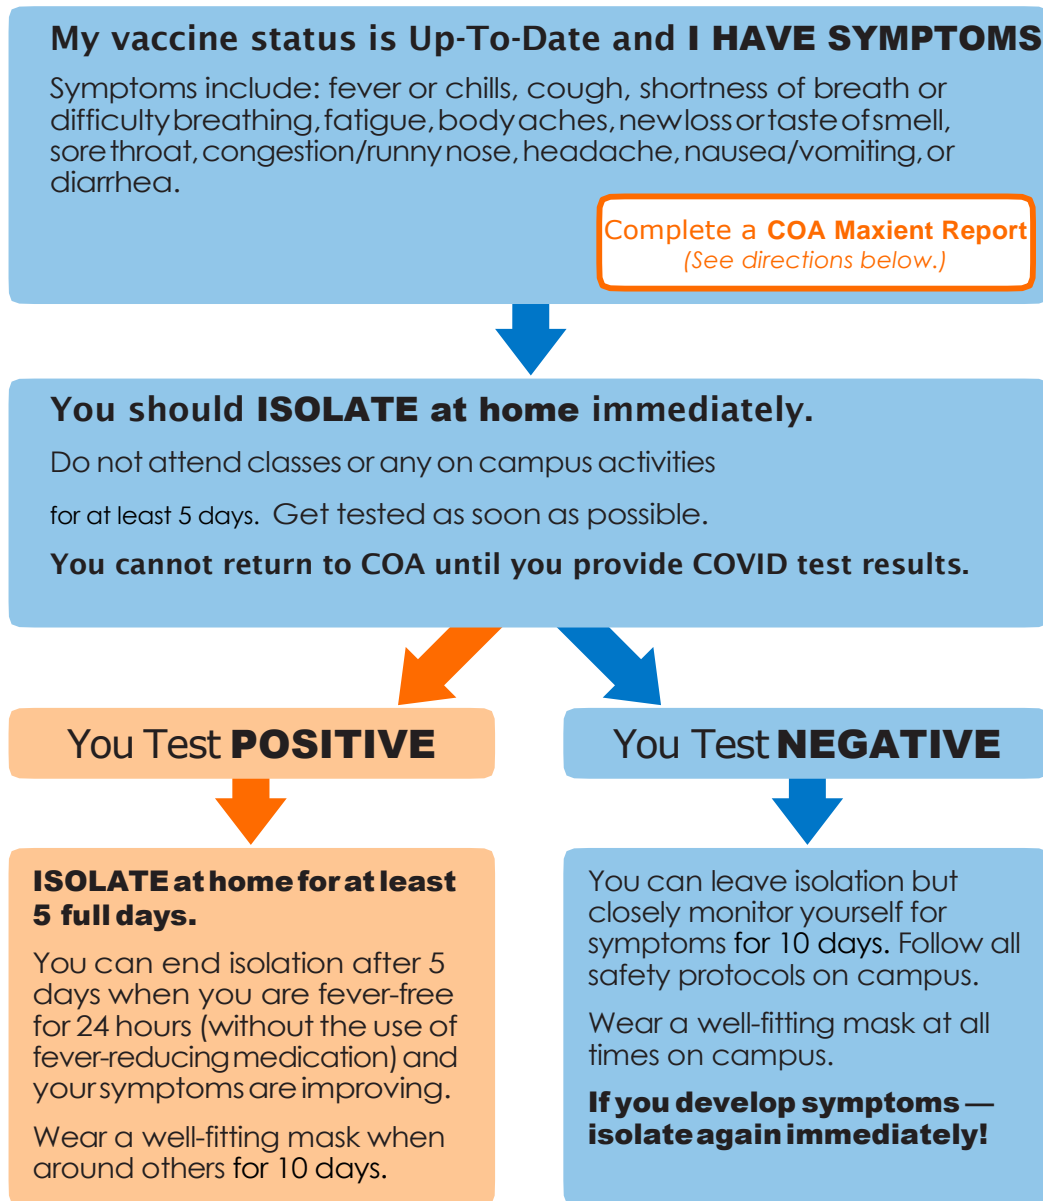 My vaccine status is Up-To-Date and I HAVE SYMPTOMS
Symptoms include: fever or chills, cough, shortness of breath or
difficulty breathing, fatigue, body aches, new loss or taste of smell,
sore throat, congestion/runny nose, headache, nausea/vomiting, or
diarrhea.
Complete a COA Maxient Report
(See directions below.)
You should ISOLATE at home immediately.
Do not attend classes or any on campus activities
for at least 5 days. Get tested as soon as possible.
You cannot return to COA until you provide COVID test results.
You Test POSITIVE
ISOLATE at home for at least
5 full days.
You can end isolation after 5
days when you are fever-free
for 24 hours (without the use of
fever-reducing medication) and
your symptoms are improving.
Wear a well-fitting mask when
around others for 10 days.
You Test NEGATIVE
You can leave isolation but
closely monitor yourself for
symptoms for 10 days. Follow all
safety protocols on campus.
Wear a well-fitting mask at all
times on campus.
If you develop symptoms —
isolate again immediately!